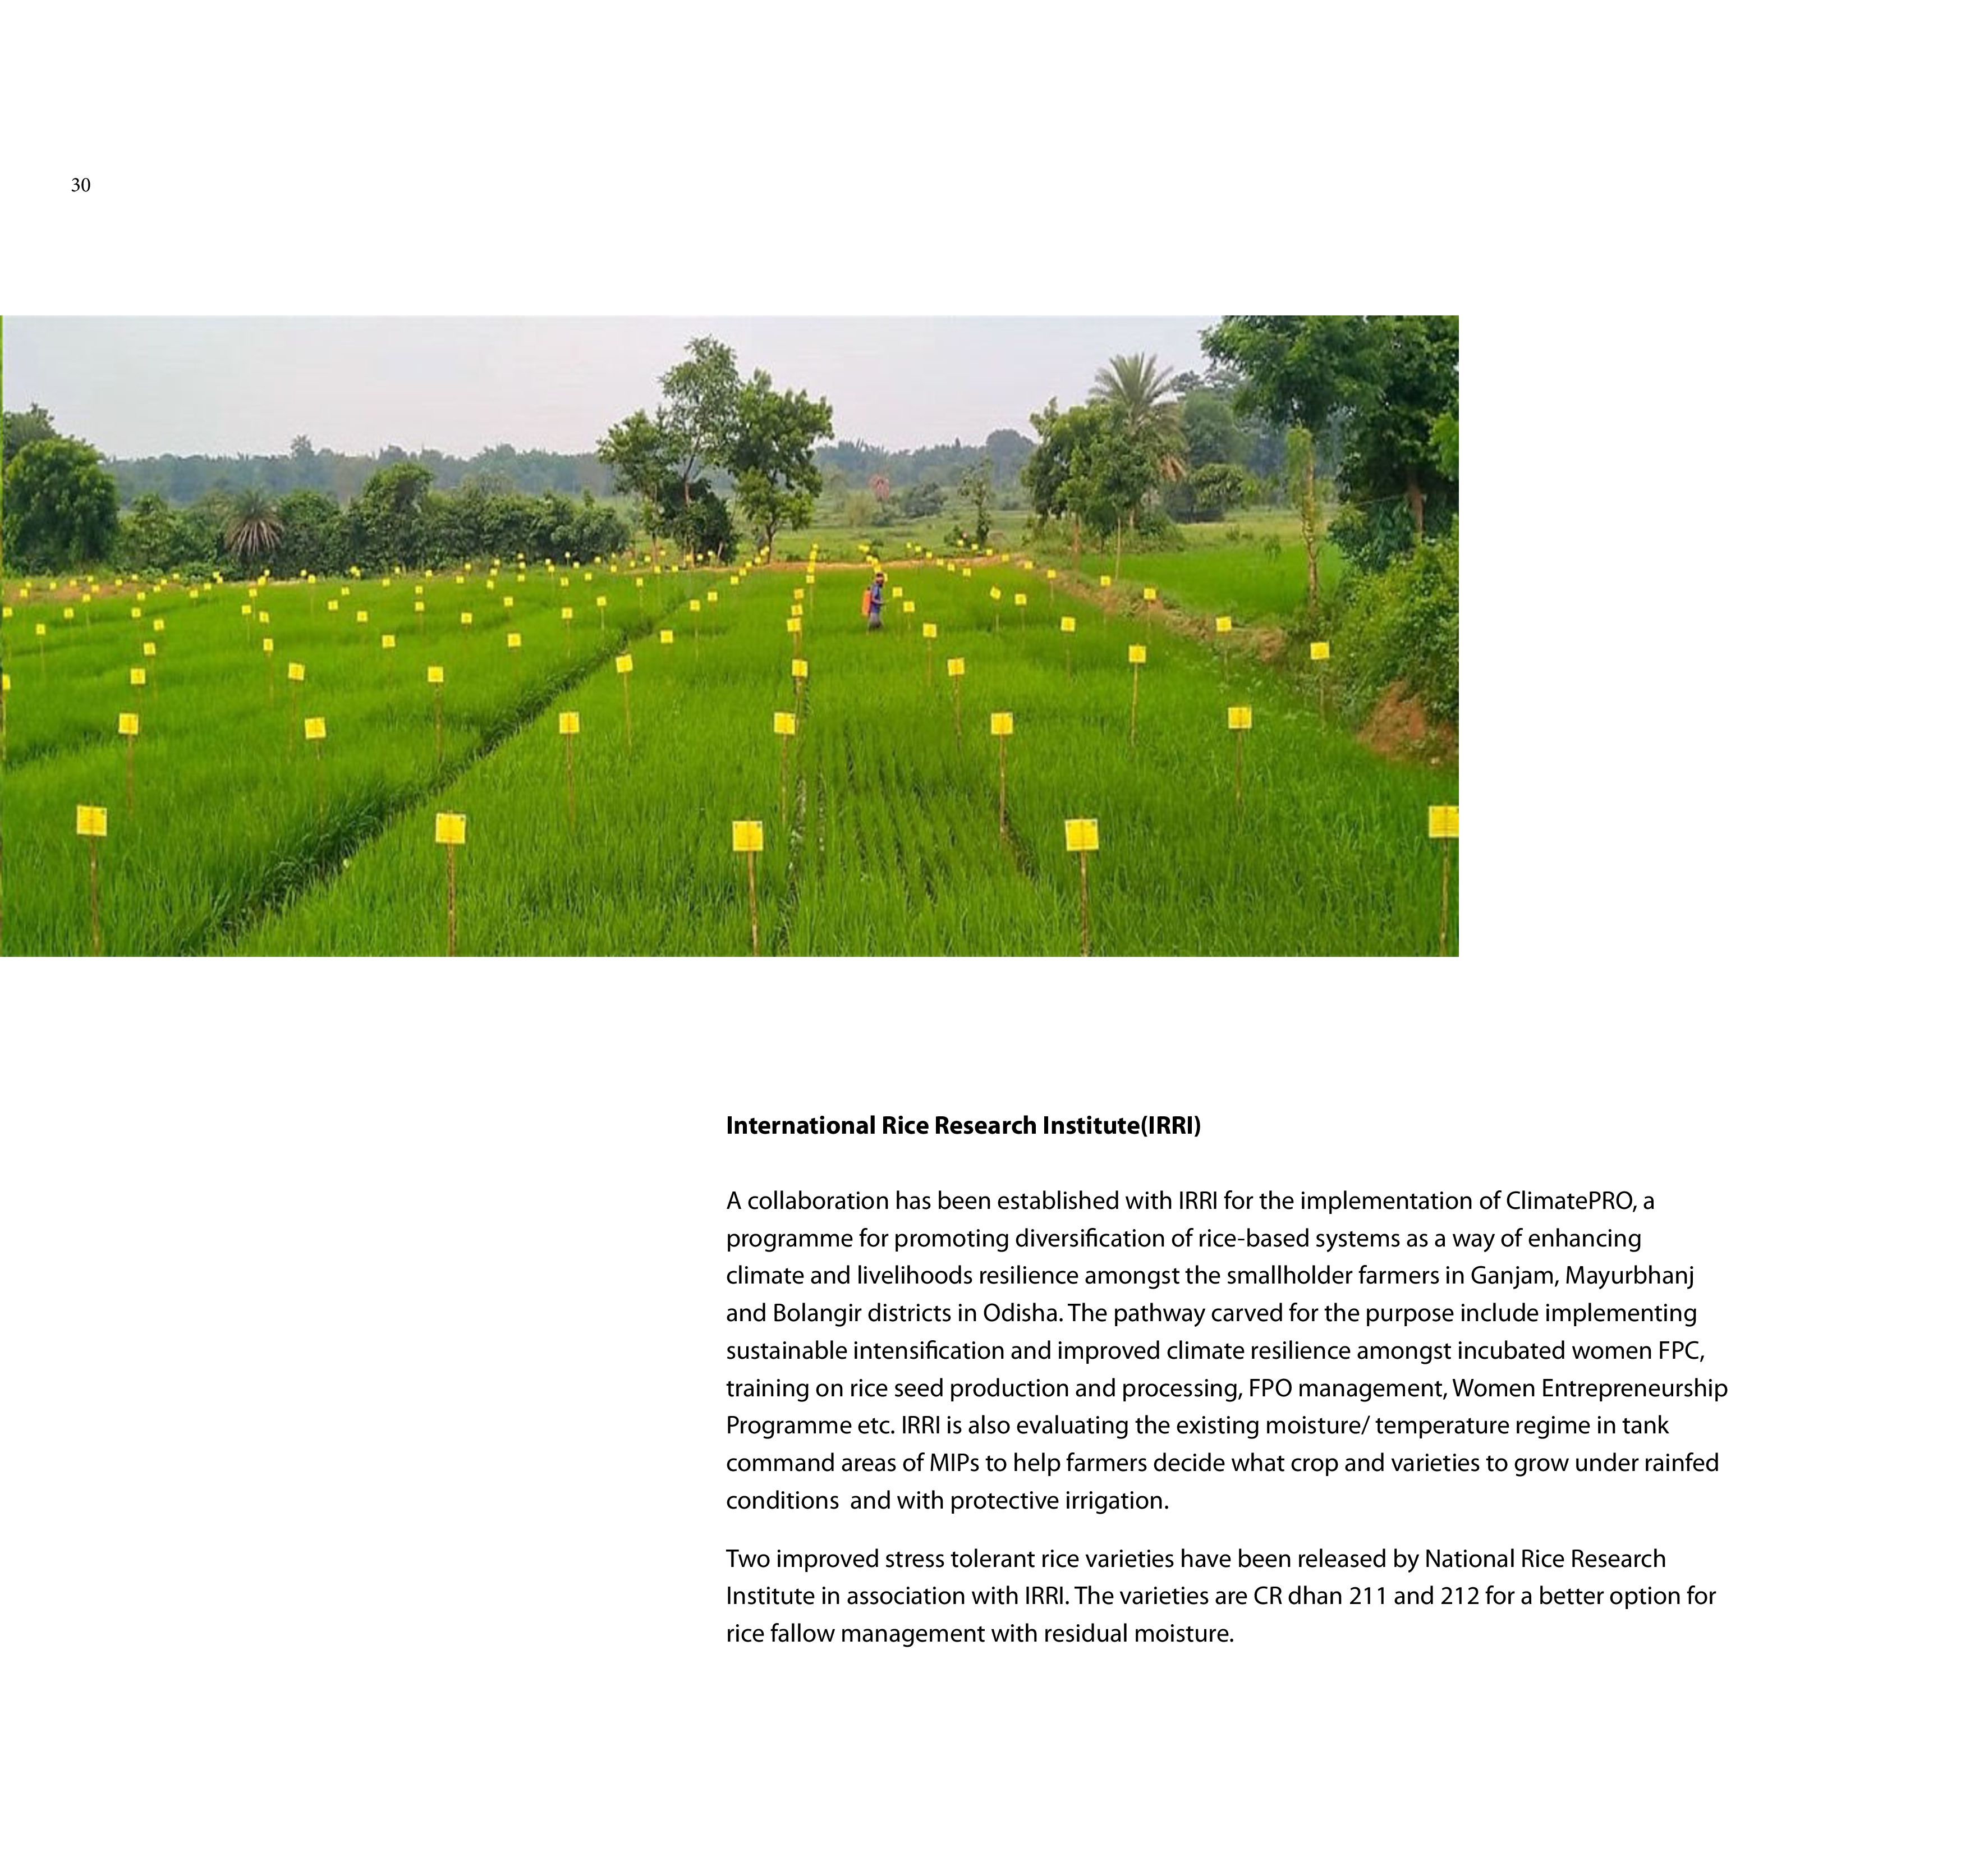 30
International Rice Research Institute(IRRI)
A collaboration has been established with IRRI for the implementation of ClimatePRO, a
programme for promoting diversification of rice-based systems as a way of enhancing
climate and livelihoods resilience amongst the smallholder farmers in Ganjam, Mayurbhanj
and Bolangir districts in Odisha. The pathway carved for the purpose include implementing
sustainable intensification and improved climate resilience amongst incubated women FPC,
training on rice seed production and processing, FPO management, Women Entrepreneurship
Programme etc. IRRI is also evaluating the existing moisture/ temperature regime in tank
command areas of MIPs to help farmers decide what crop and varieties to grow under rainfed
conditions  and with protective irrigation.
Two improved stress tolerant rice varieties have been released by National Rice Research
Institute in association with IRRI. The varieties are CR dhan 211 and 212 for a better option for
rice fallow management with residual moisture.